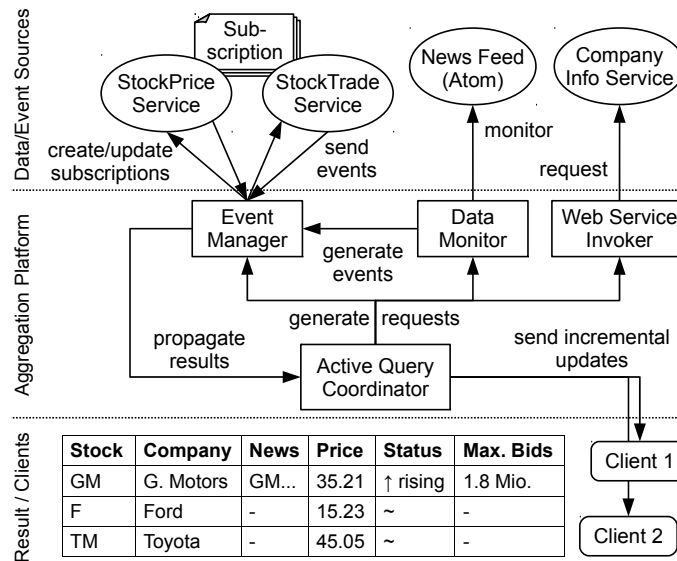 Data/Event Sources
Sub-
scription
StockPrice
Service
StockTrade
Service
News Feed
(Atom)
Company
Info Service
create/update
subscriptions
send
events
monitor
request
Aggregation Platform
Event
Manager
Data
Monitor
Web Service
Invoker
generate
events
propagate
results
generate requests
send incremental
updates
Active Query
Coordinator
Result / Clients
Stock Company News Price Status Max. Bids
GM G. Motors GM... 35.21 ↑ rising 1.8 Mio.
F Ford - 15.23 ~ -
TM Toyota - 45.05 ~ -
Client 1
Client 2